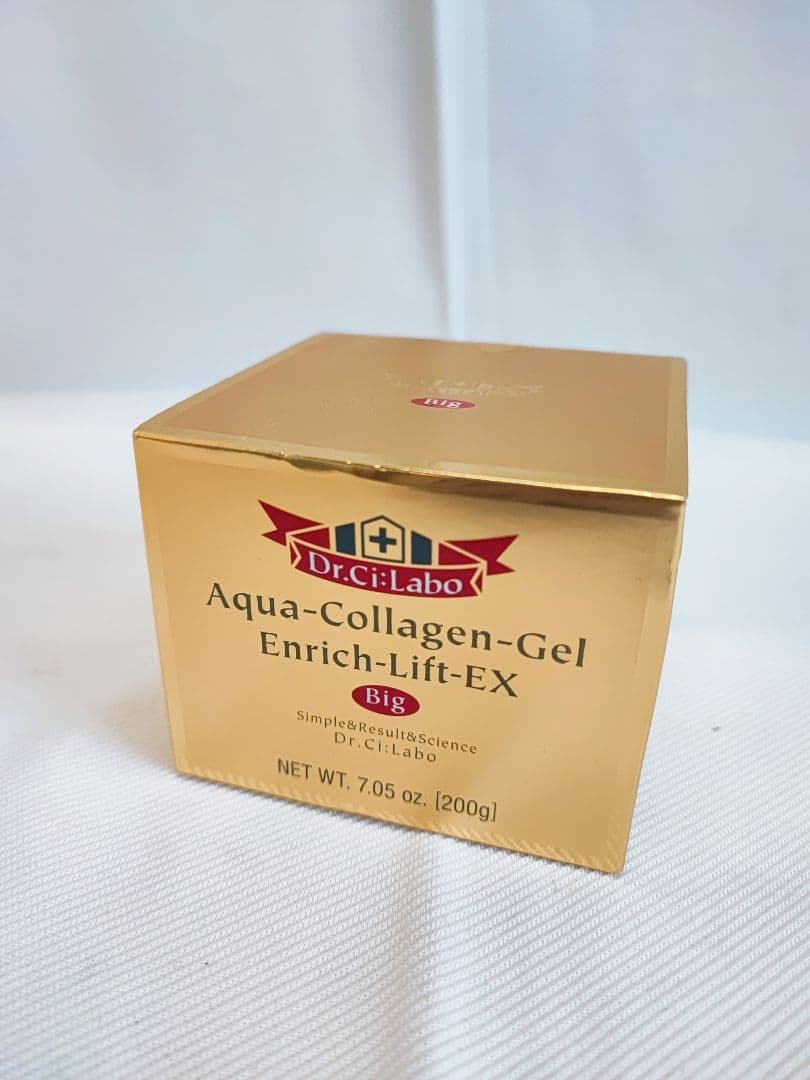 Big
Dr.Ci:Labo
Aqua-Collagen-Gel
Enrich-Lift-EX
Big
Simple&Result&Science
Dr.Ci:Labo
NET WT. 7.05 oz. [200g]